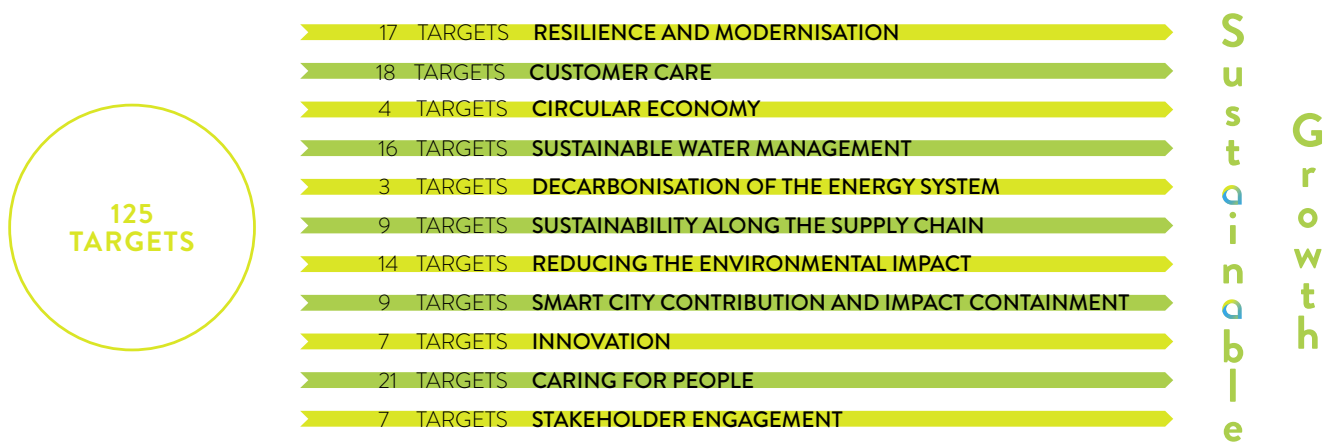 125
TARGETS
17 TARGETS RESILIENCE AND MODERNISATION
18 TARGETS CUSTOMER CARE
4 TARGETS CIRCULAR ECONOMY
16 TARGETS SUSTAINABLE WATER MANAGEMENT
3 TARGETS DECARBONISATION OF THE ENERGY SYSTEM
9 TARGETS SUSTAINABILITY ALONG THE SUPPLY CHAIN
14 TARGETS REDUCING THE ENVIRONMENTAL IMPACT
9 TARGETS SMART CITY CONTRIBUTION AND IMPACT CONTAINMENT
7 TARGETS INNOVATION
21 TARGETS CARING FOR PEOPLE
7 TARGETS STAKEHOLDER ENGAGEMENT
Sustainable
Growth